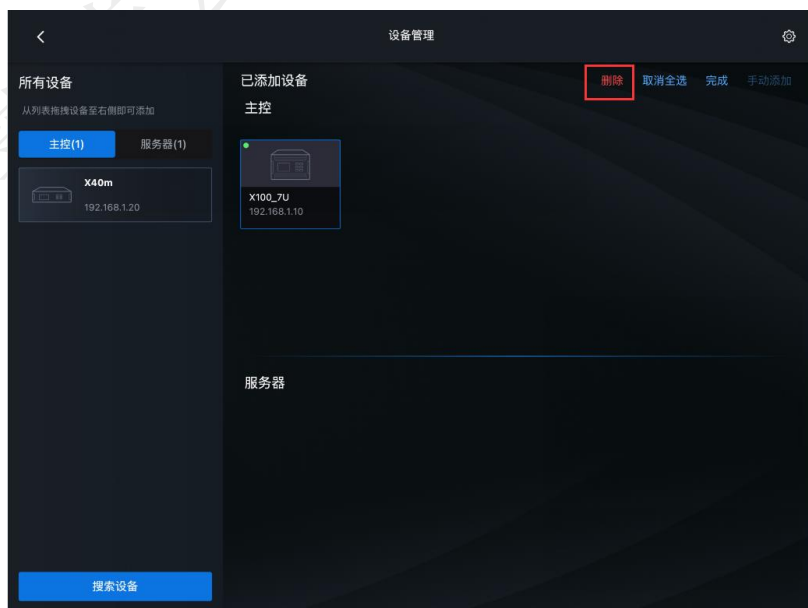 设备管理
所有设备
从列表拖拽设备至右侧即可添加
主控(1) 服务器(1)
X40m
192.168.1.20
已添加设备 删除 取消全选 完成 手动添加
主控
X100_7U
192.168.1.10
服务器
搜索设备